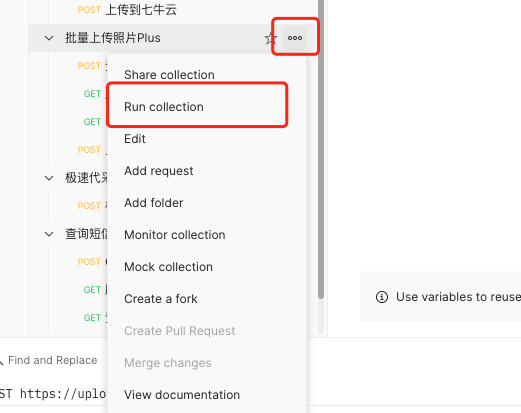 POST 上传到七牛云
批量上传照片Plus
POST
Share collection
GET
Run collection
GET
Edit
POST
Add request
极速代采
Add folder
POST
查询短信
Monitor collection
POST
Mock collection
GET
Create a fork
GET
Use variables to reuse
Create Pull Request
Find and Replace
Merge changes
ST https://uplo
View documentation